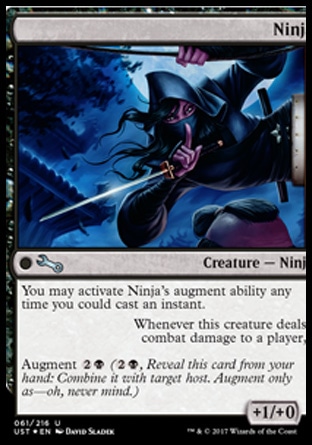 Ninj
Creature — Ninj
You may activate Ninja's augment ability any
time you could cast an instant.
Whenever this creature deals
combat damage to a player,
Augment 2 (2, Reveal this card from your
hand: Combine it with target host. Augment only
as—oh, never mind.)
+1/+0
061/216 U
UST ★ EN DAVID SLADEK
™ & © 2017 Wizards of the Coast